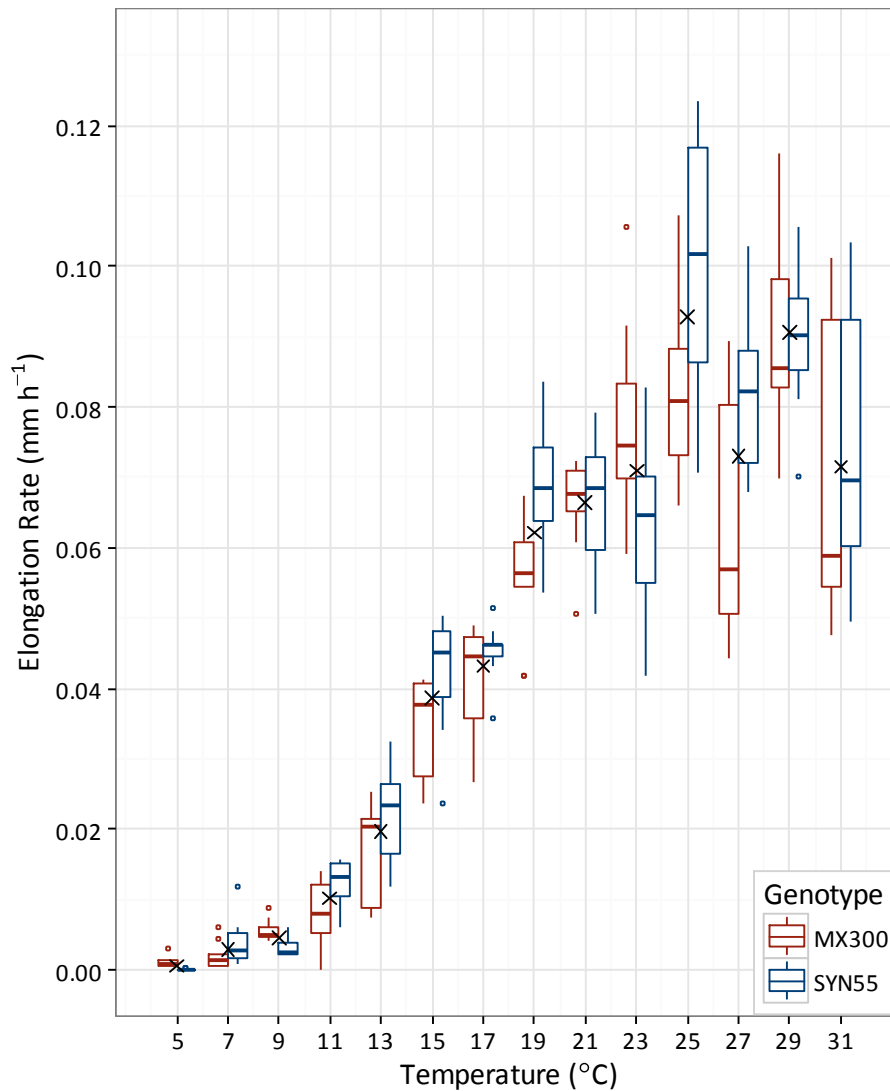 Elongation Rate (mm h⁻¹)
0.12
0.10
0.08
0.06
0.04
0.02
0.00
5 7 9 11 13 15 17 19 21 23 25 27 29 31
Temperature (°C)
Genotype
MX300
SYN55